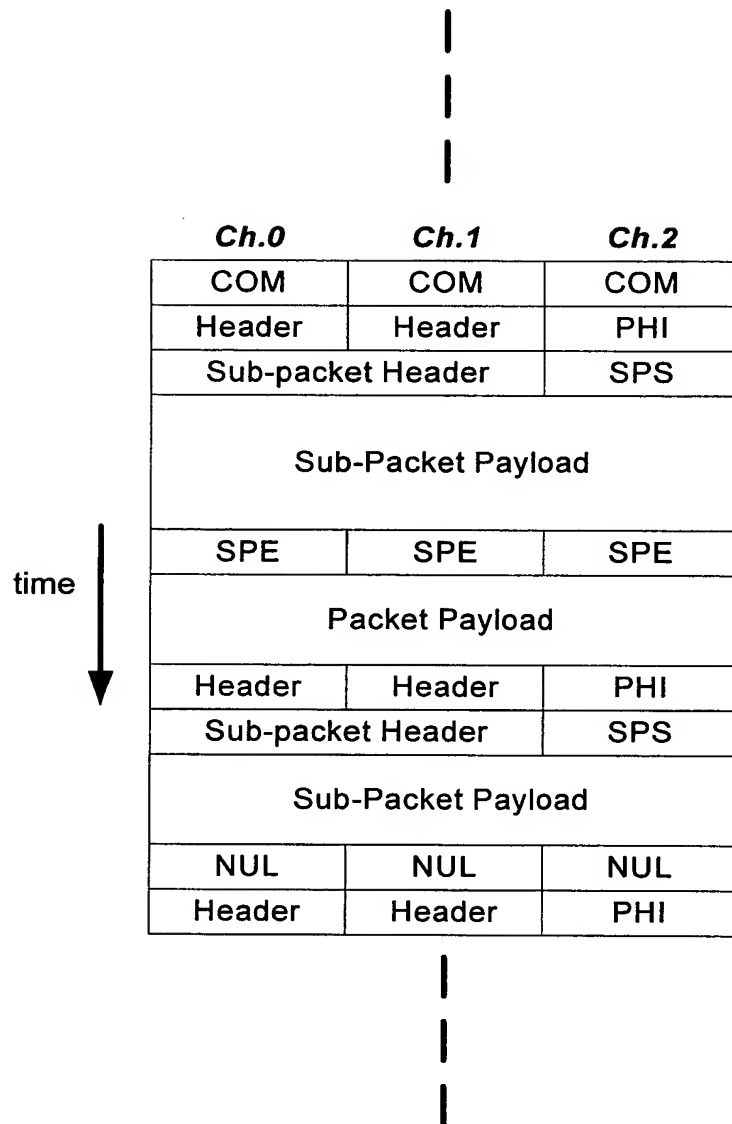 Ch.0 Ch.1 Ch.2
COM COM COM
Header Header PHI
Sub-packet Header SPS
Sub-Packet Payload
SPE SPE SPE
time
Packet Payload
Header Header PHI
Sub-packet Header SPS
Sub-Packet Payload
NUL NUL NUL
Header Header PHI